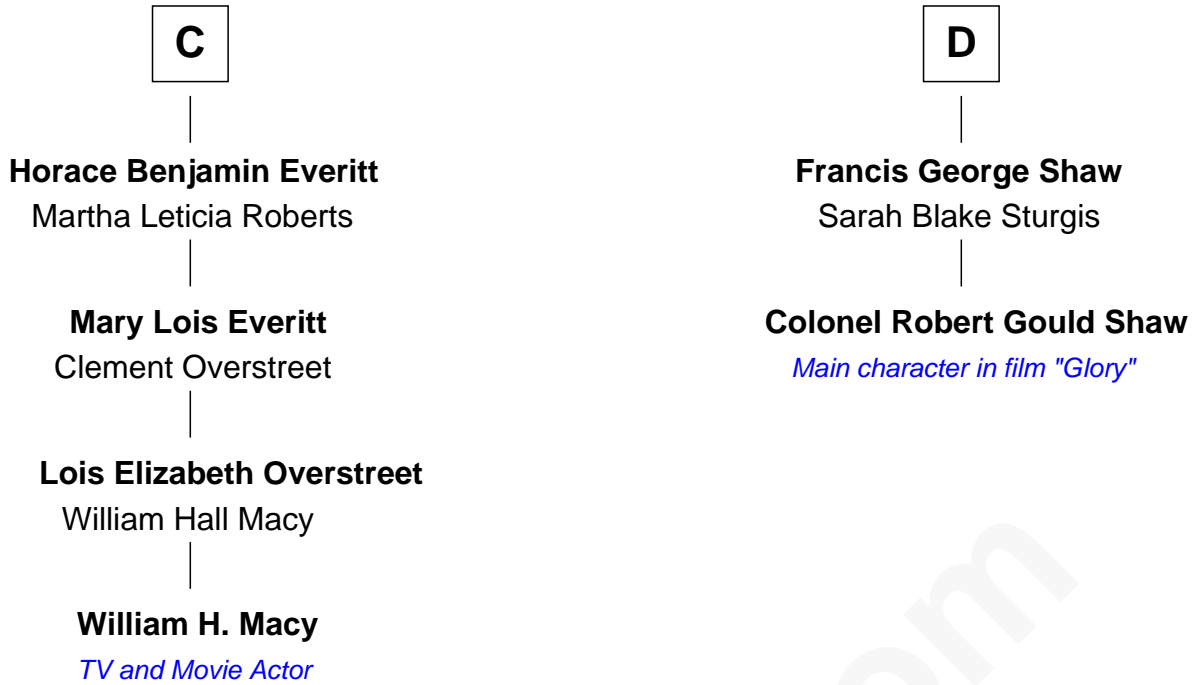 C
Horace Benjamin Everitt
Martha Leticia Roberts
Mary Lois Everitt
Clement Overstreet
Lois Elizabeth Overstreet
William Hall Macy
William H. Macy
TV and Movie Actor
D
Francis George Shaw
Sarah Blake Sturgis
Colonel Robert Gould Shaw
Main character in film "Glory"
om